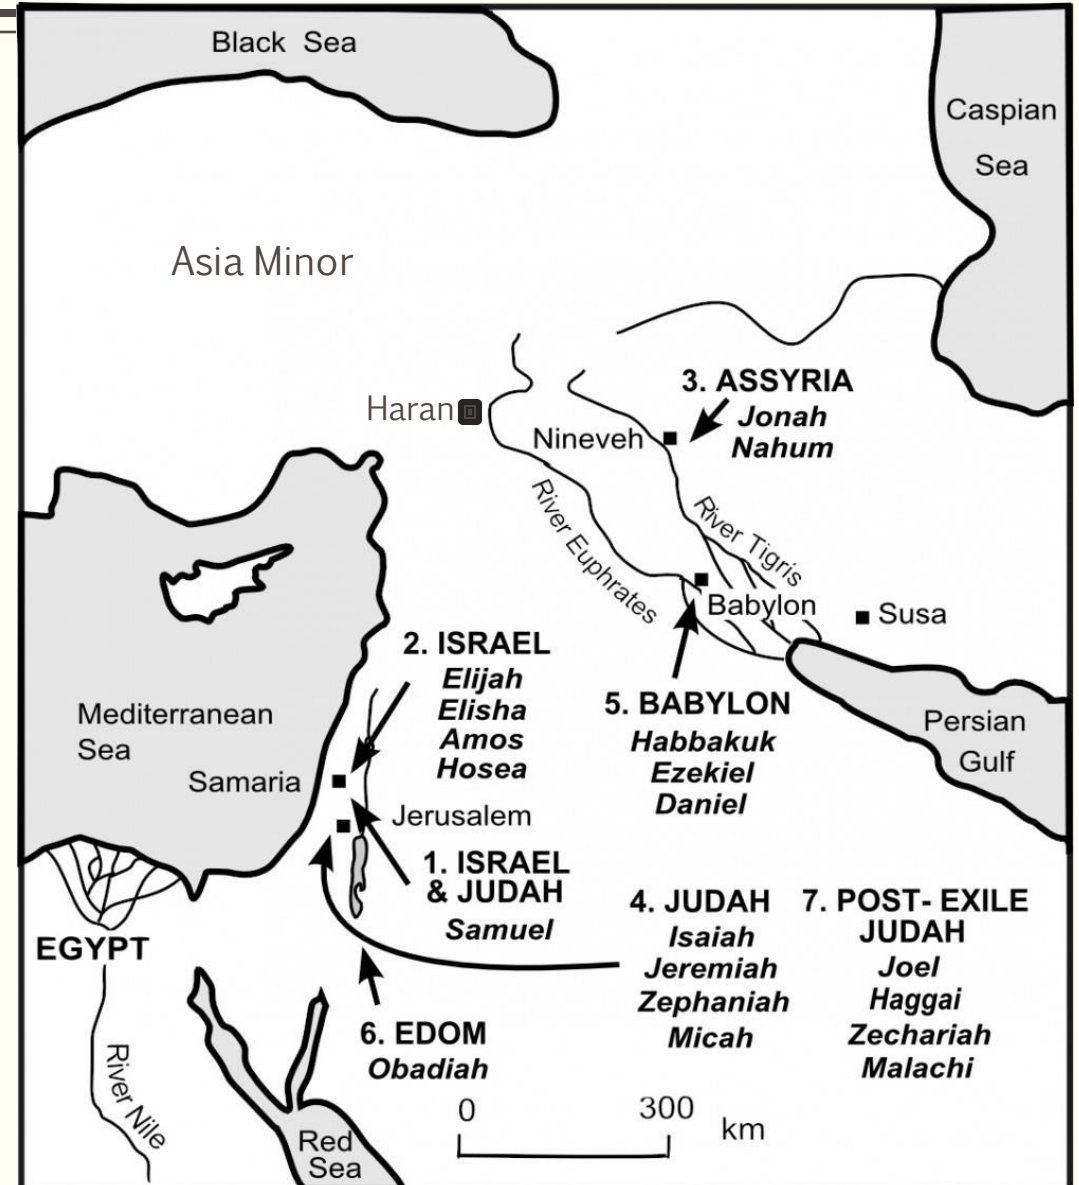 Black Sea
Caspian
Sea
Asia Minor
Haran
3. ASSYRIA
Jonah
Nahum
Nineveh
River Euphrates
River Tigris
Babylon
Susa
2. ISRAEL
Elijah
Elisha
Amos
Hosea
5. BABYLON
Habbakuk
Ezekiel
Daniel
Persian
Gulf
Mediterranean
Sea
Samaria
Jerusalem
1. ISRAEL
& JUDAH
Samuel
4. JUDAH
Isaiah
Jeremiah
Zephaniah
Micah
7. POST- EXILE
JUDAH
Joel
Haggai
Zechariah
Malachi
EGYPT
River Nile
6. EDOM
Obadiah
Red
Sea
0 300
km